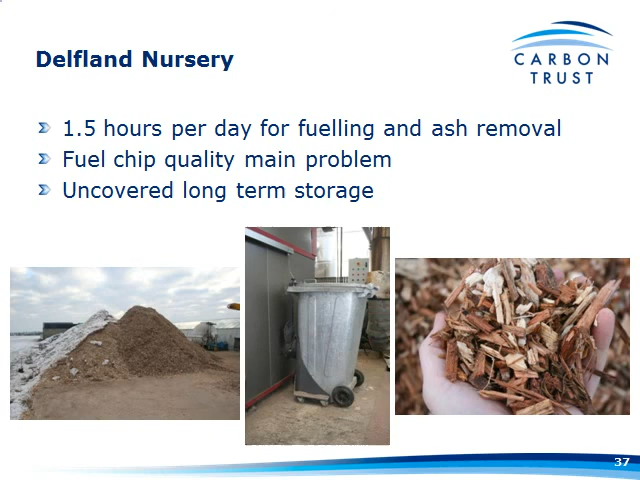 Delfland Nursery
CARBON
TRUST
1.5 hours per day for fuelling and ash removal
Fuel chip quality main problem
Uncovered long term storage
37